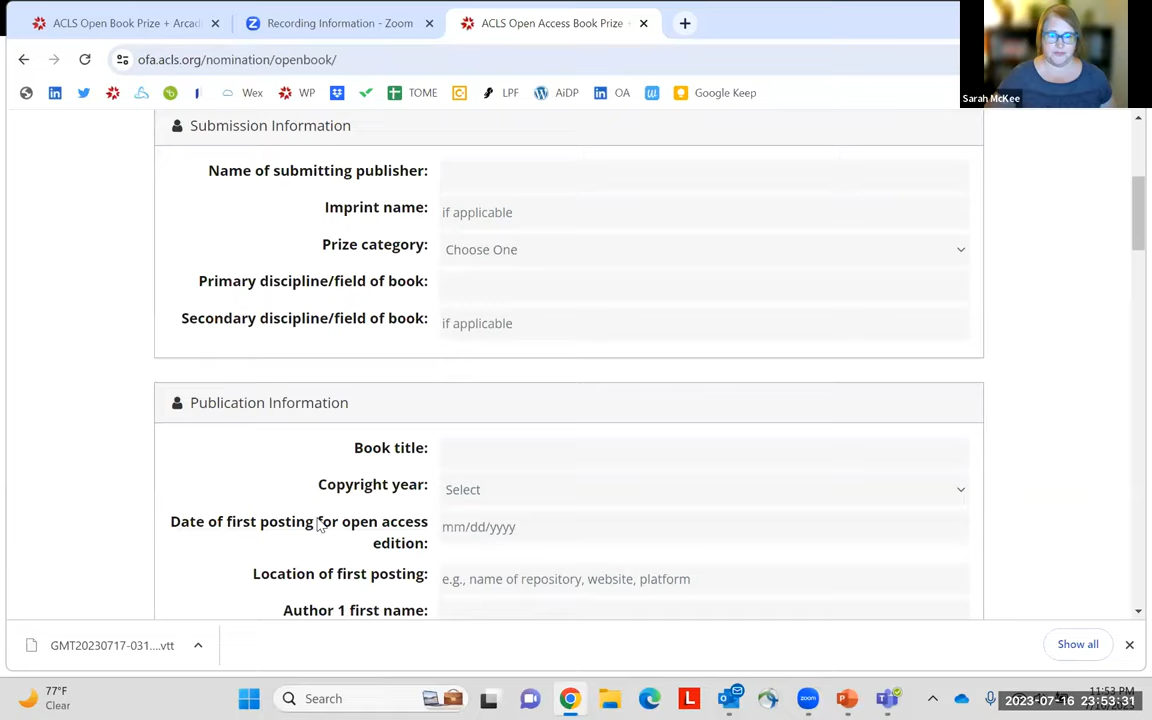 ACLS Open Book Prize + Arcad
Recording Information - Zoom
ACLS Open Access Book Prize
ofa.acls.org/nomination/openbook/
Wex
WP
TOME
LPF
AiDP
OA
Google Keep
Sarah McKee
Submission Information
Name of submitting publisher:
Imprint name: if applicable
Prize category: Choose One
Primary discipline/field of book:
Secondary discipline/field of book: if applicable
Publication Information
Book title:
Copyright year: Select
Date of first posting for open access
edition: mm/dd/yyyy
Location of first posting: e.g., name of repository, website, platform
Author 1 first name:
GMT20230717-031....vtt
Show all
77°F
Clear
Search
11:53 PM
2023-07-16 23:53:31